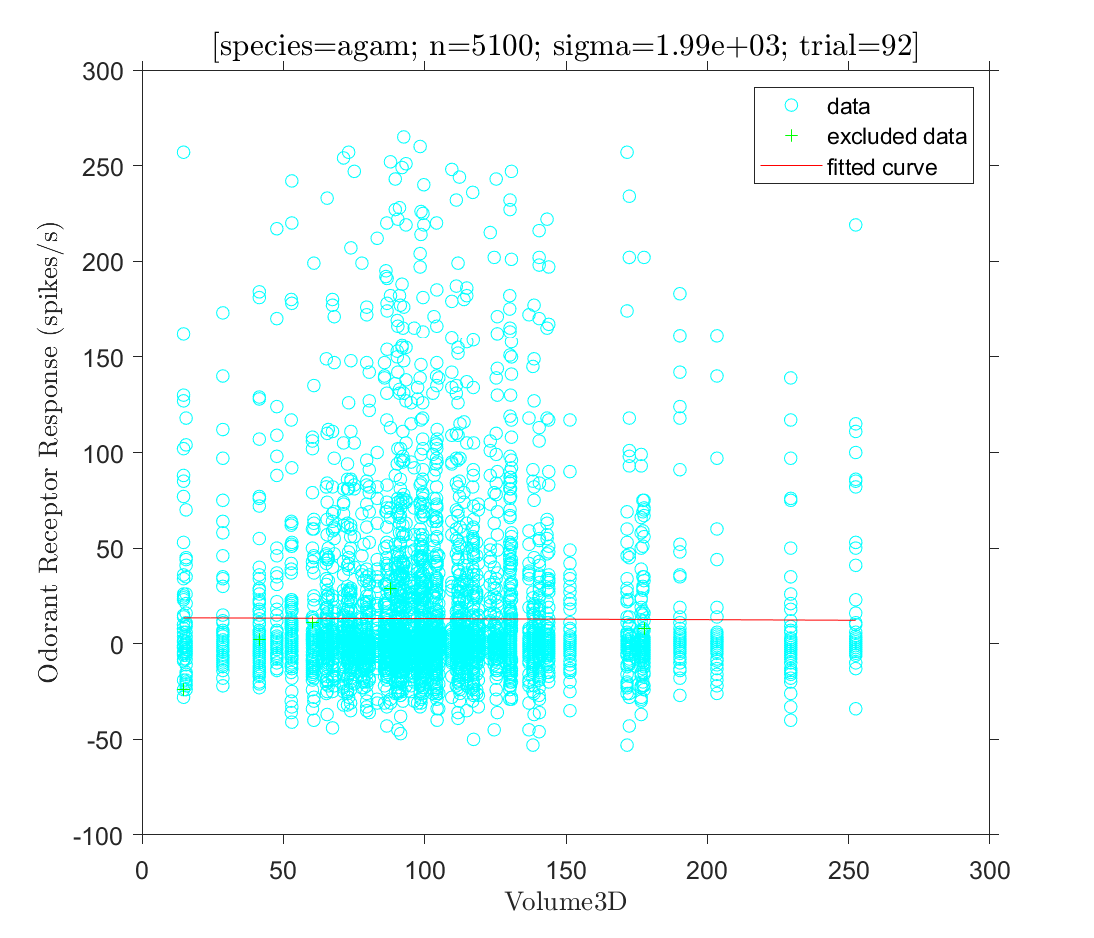 [species=agam; n=5100; sigma=1.99e+03; trial=92]
300
250
200
150
100
50
0
-50
-100
Odorant Receptor Response (spikes/s)
data
excluded data
fitted curve
0 50 100 150 200 250 300
Volume3D